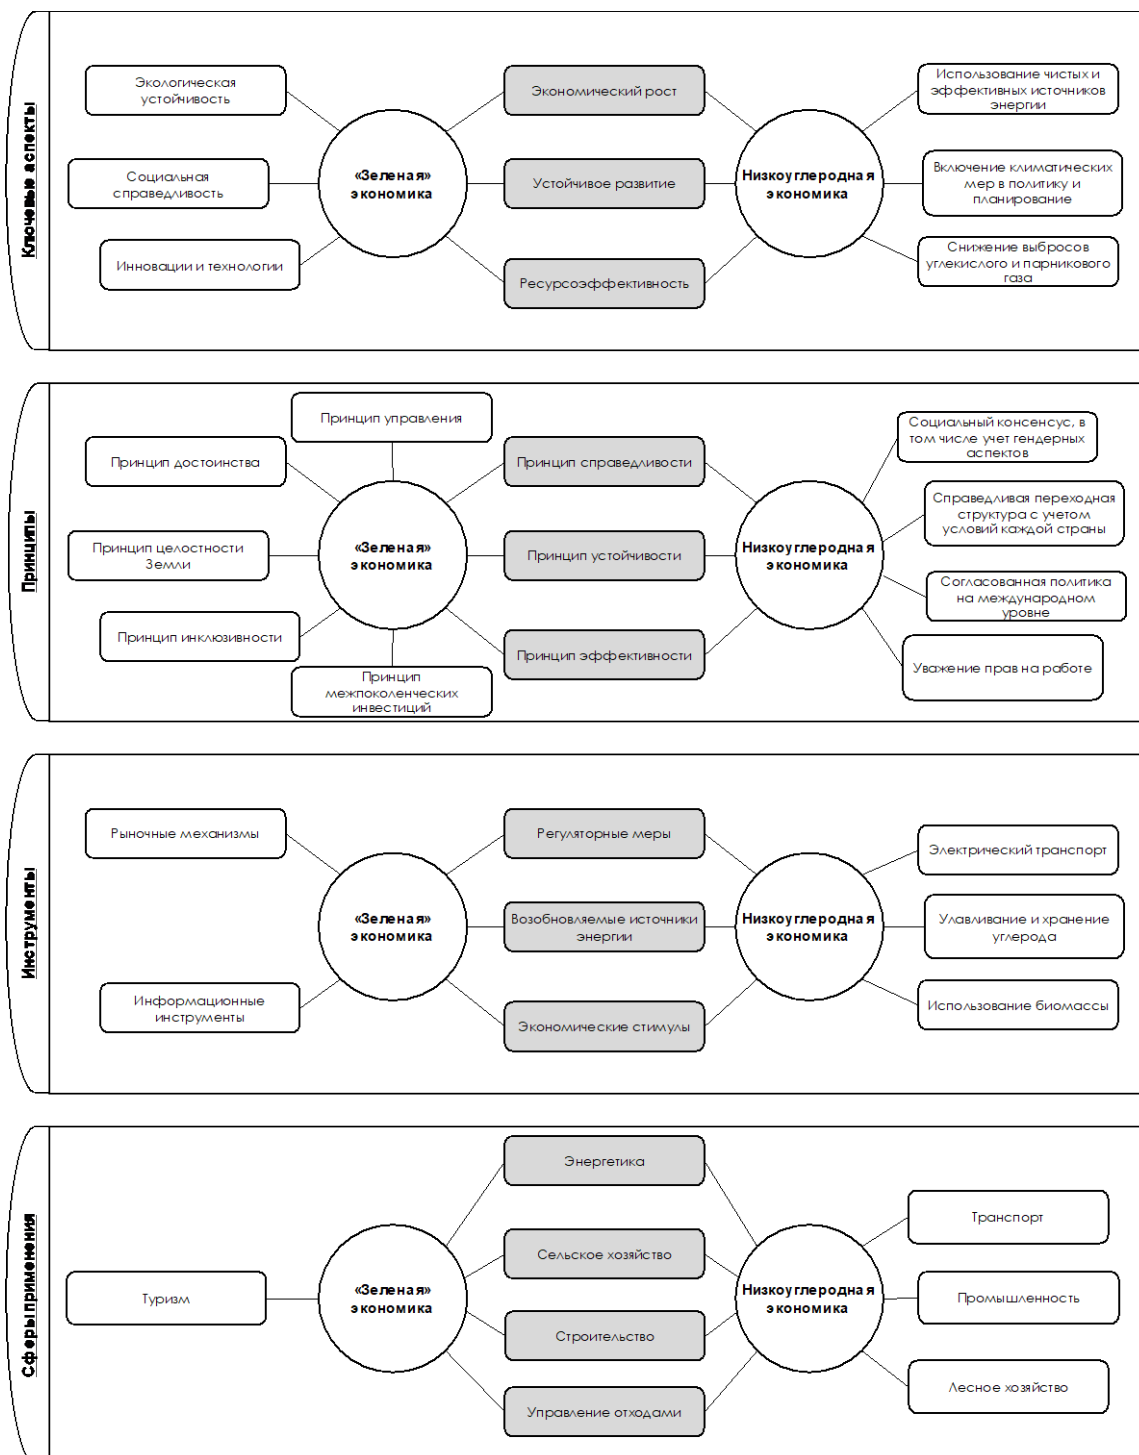 Ключевые аспекты
Экологическая
устойчивость
Социальная
справедливость
Инновации и технологии
«Зеленая»
экономика
Экономический рост
Устойчивое развитие
Ресурсоэффективность
Низкоуглеродная
экономика
Использование чистых и
эффективных источников
энергии
Включение климатических
мер в политику и
планирование
Снижение выбросов
углекислого и парникового
газа
Принципы
Принцип управления
Принцип достоинства
Принцип целостности
Земли
Принцип инклюзивности
Принцип
межпоколенческих
инвестиций
«Зеленая»
экономика
Принцип справедливости
Принцип устойчивости
Принцип эффективности
Низкоуглеродная
экономика
Социальный консенсус, в
том числе учет гендерных
аспектов
Справедливая переходная
структура с учетом
условий каждой страны
Согласованная политика
на международном
уровне
Уважение прав на работе
Инструменты
Рыночные механизмы
Информационные
инструменты
«Зеленая»
экономика
Регуляторные меры
Возобновляемые источники
энергии
Экономические стимулы
Низкоуглеродная
экономика
Электрический транспорт
Улавливание и хранение
углерода
Использование биомассы
Сферы применения
Туризм
«Зеленая»
экономика
Энергетика
Сельское хозяйство
Строительство
Управление отходами
Низкоуглеродная
экономика
Транспорт
Промышленность
Лесное хозяйство